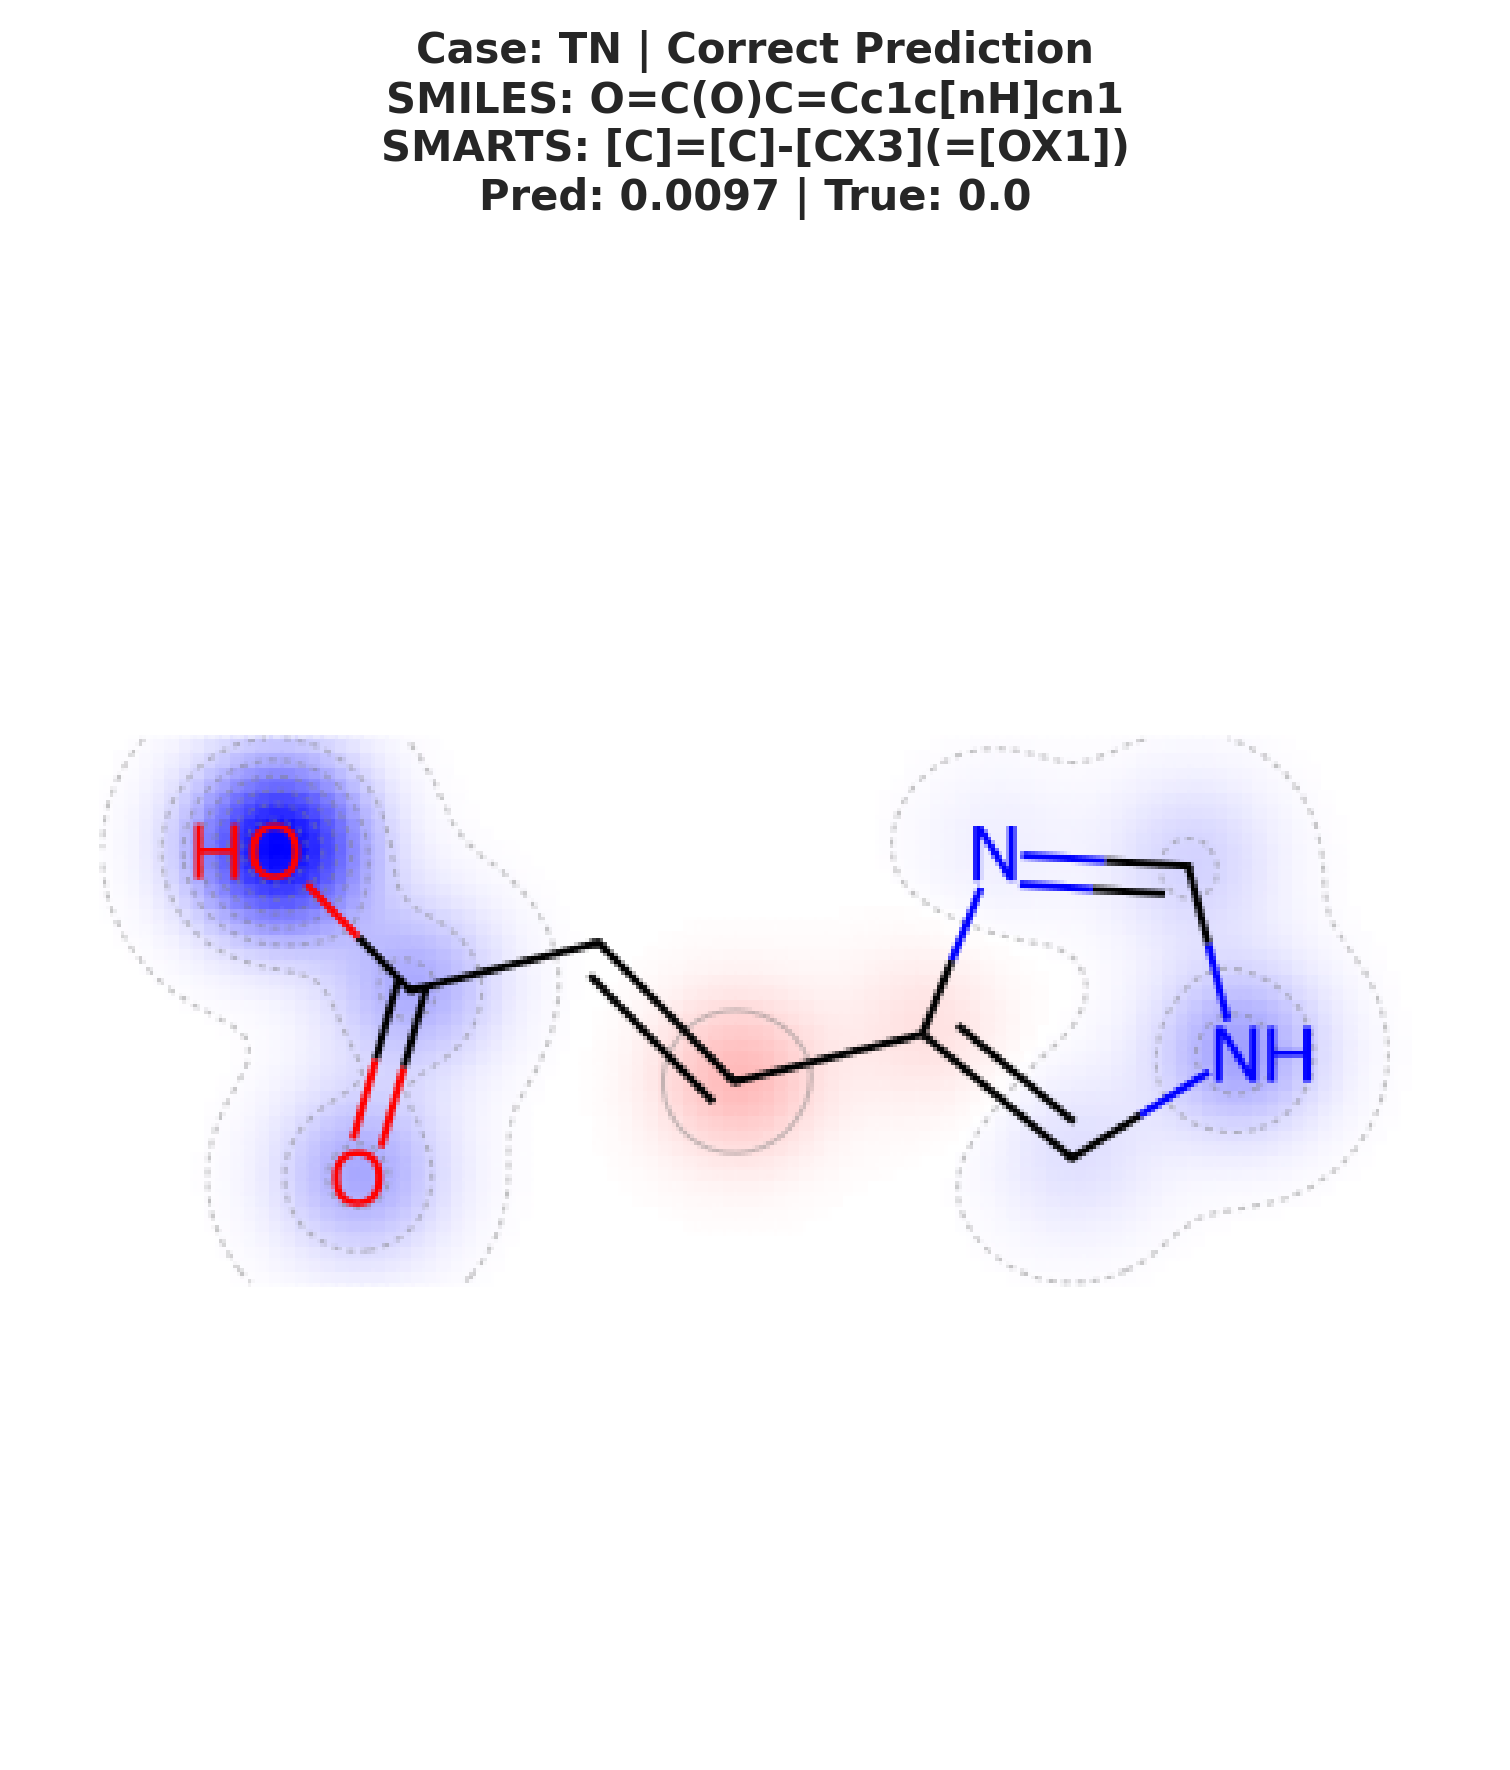 Case: TN | Correct Prediction
SMILES: O=C(O)C=Cc1c[nH]cn1
SMARTS: [C]=[C]-[CX3](=[OX1])
Pred: 0.0097 | True: 0.0
HO
N
NH
O